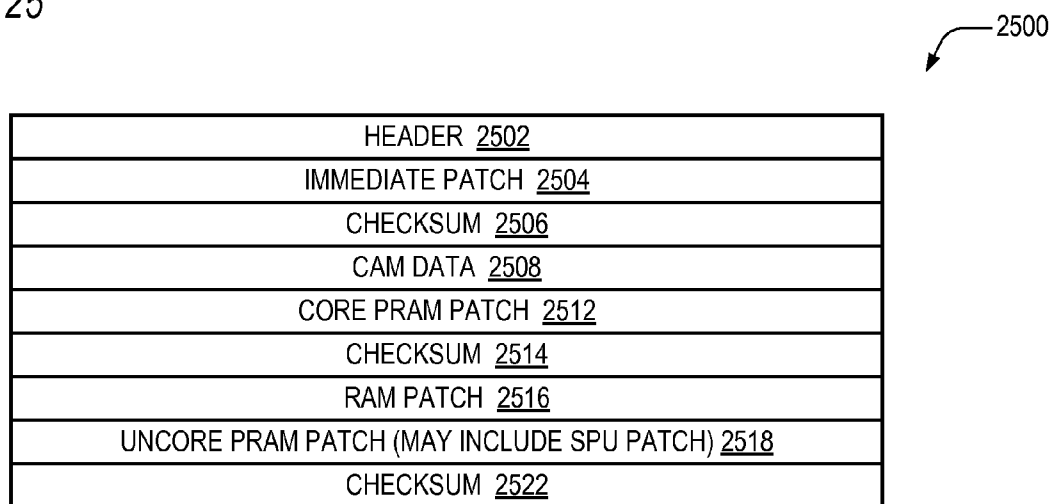 25
2500
HEADER 2502
IMMEDIATE PATCH 2504
CHECKSUM 2506
CAM DATA 2508
CORE PRAM PATCH 2512
CHECKSUM 2514
RAM PATCH 2516
UNCORE PRAM PATCH (MAY INCLUDE SPU PATCH) 2518
CHECKSUM 2522